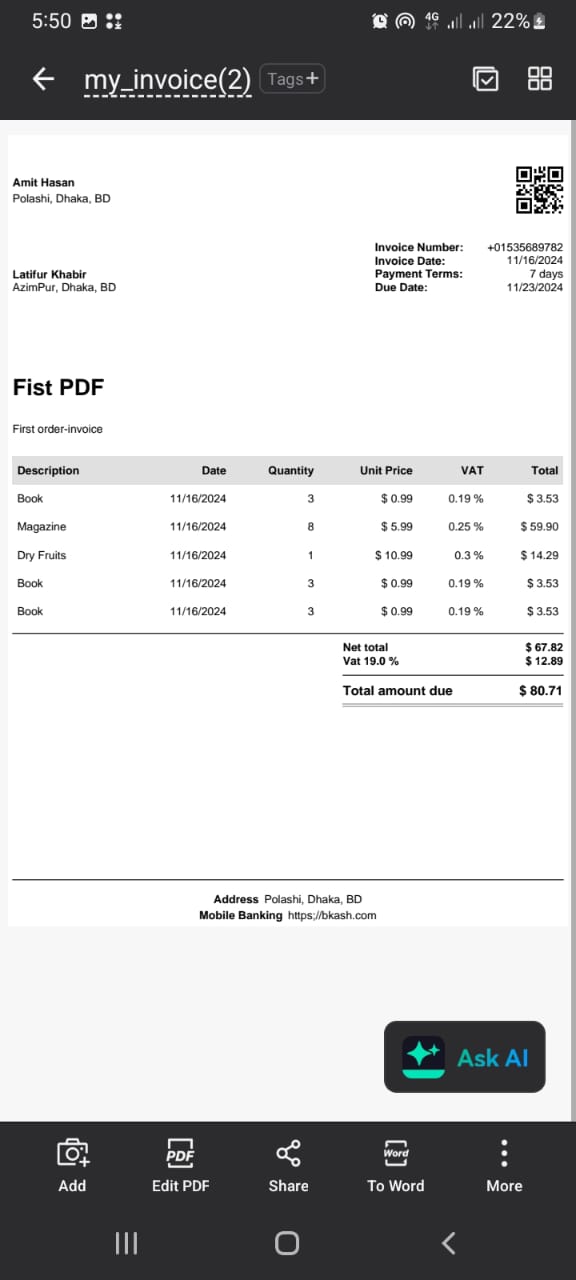 5:50 4G 22%
my_invoice(2) Tags+
Amit Hasan
Polashi, Dhaka, BD
Invoice Number: +01535689782
Invoice Date: 11/16/2024
Payment Terms: 7 days
Due Date: 11/23/2024
Latifur Khabir
AzimPur, Dhaka, BD
Fist PDF
First order-invoice
Description Date Quantity Unit Price VAT Total
Book 11/16/2024 3 $ 0.99 0.19 % $ 3.53
Magazine 11/16/2024 8 $ 5.99 0.25 % $ 59.90
Dry Fruits 11/16/2024 1 $ 10.99 0.3 % $ 14.29
Book 11/16/2024 3 $ 0.99 0.19 % $ 3.53
Book 11/16/2024 3 $ 0.99 0.19 % $ 3.53
Net total $ 67.82
Vat 19.0 % $ 12.89
Total amount due $ 80.71
Address Polashi, Dhaka, BD
Mobile Banking https://bkash.com
Ask AI
PDF Word
Add Edit PDF Share To Word More